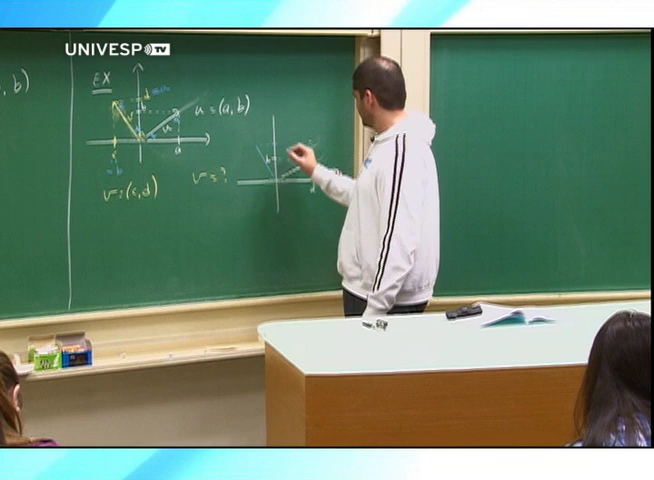 UNIVESP TV
, b)
EX
d
b
u = (a, b)
v
u
c
a
v = (c, d)
v = ?
b